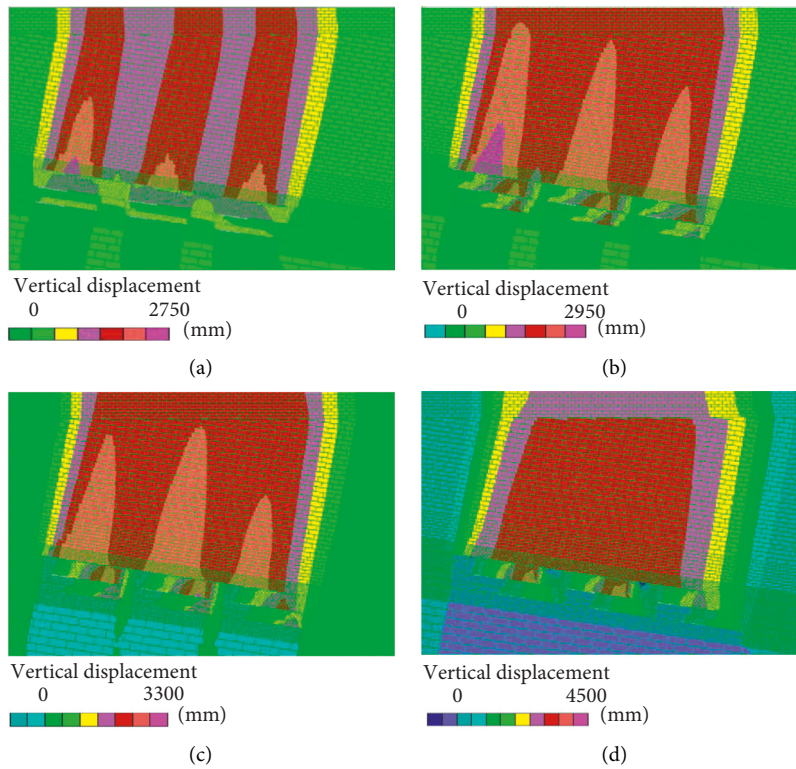 Vertical displacement
0 2750
(mm)
(a)
Vertical displacement
0 2950
(mm)
(b)
Vertical displacement
0 3300
(mm)
(c)
Vertical displacement
0 4500
(mm)
(d)